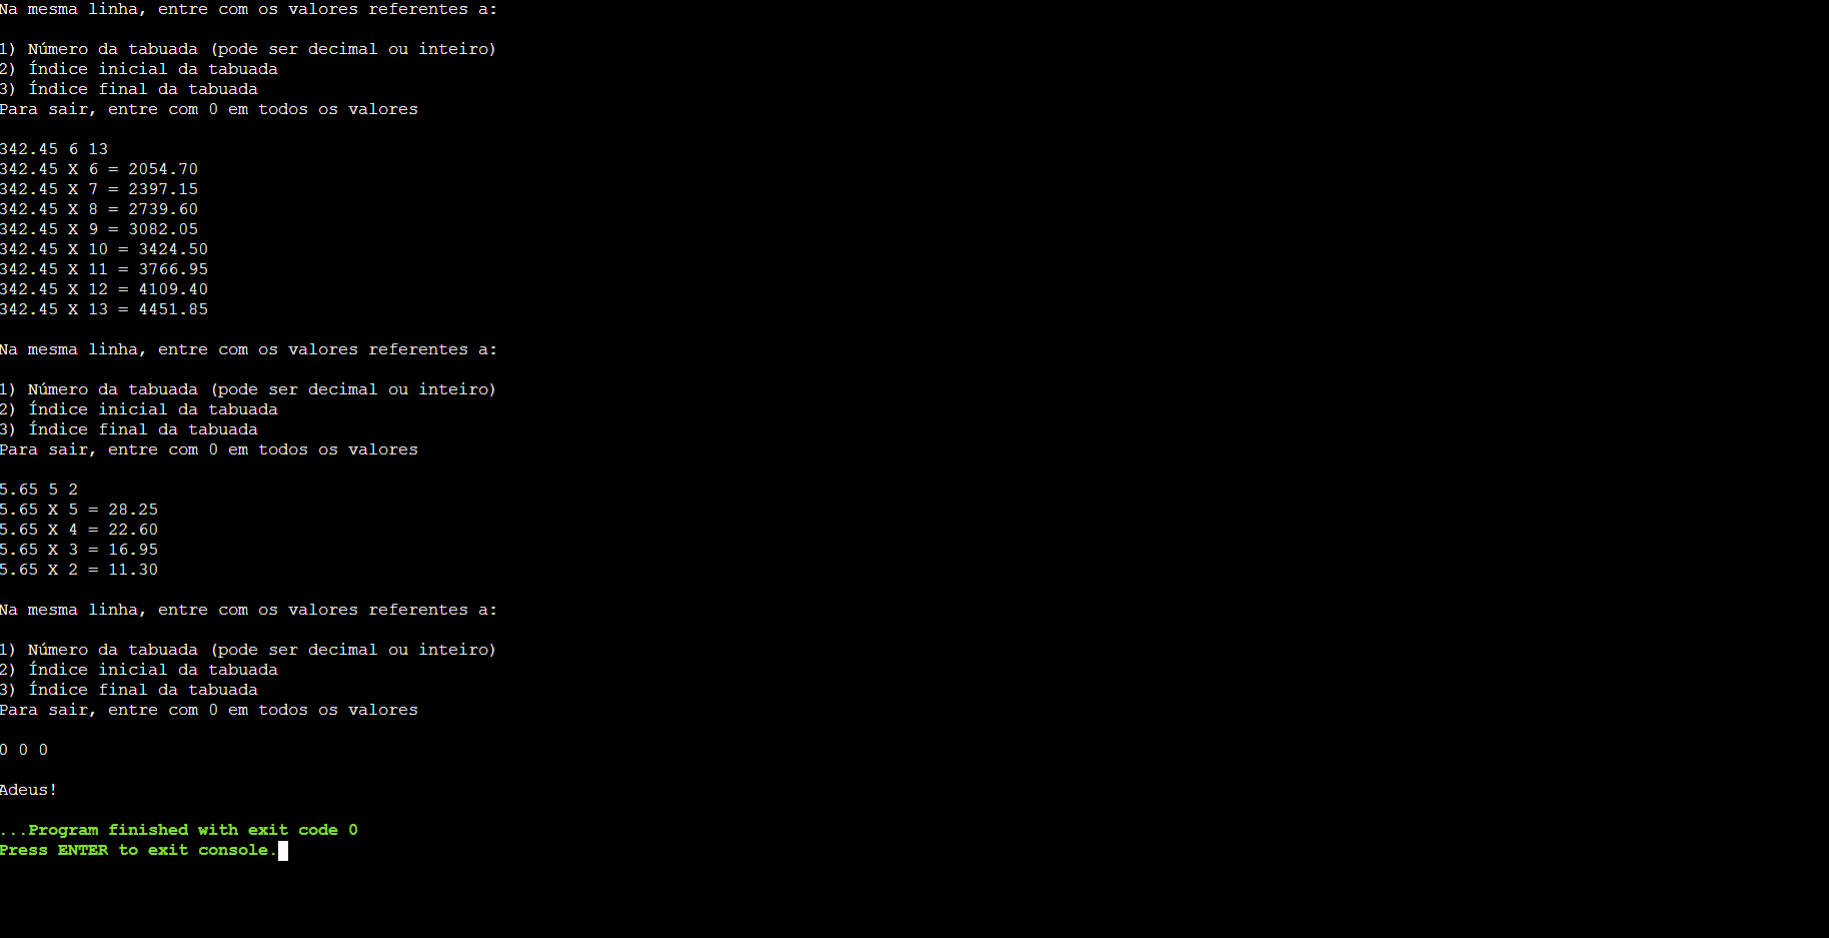 Na mesma linha, entre com os valores referentes a:
1) Número da tabuada (pode ser decimal ou inteiro)
2) Índice inicial da tabuada
3) Índice final da tabuada
Para sair, entre com 0 em todos os valores
342.45 6 13
342.45 X 6 = 2054.70
342.45 X 7 = 2397.15
342.45 X 8 = 2739.60
342.45 X 9 = 3082.05
342.45 X 10 = 3424.50
342.45 X 11 = 3766.95
342.45 X 12 = 4109.40
342.45 X 13 = 4451.85
Na mesma linha, entre com os valores referentes a:
1) Número da tabuada (pode ser decimal ou inteiro)
2) Índice inicial da tabuada
3) Índice final da tabuada
Para sair, entre com 0 em todos os valores
5.65 5 2
5.65 X 5 = 28.25
5.65 X 4 = 22.60
5.65 X 3 = 16.95
5.65 X 2 = 11.30
Na mesma linha, entre com os valores referentes a:
1) Número da tabuada (pode ser decimal ou inteiro)
2) Índice inicial da tabuada
3) Índice final da tabuada
Para sair, entre com 0 em todos os valores
0 0 0
Adeus!
...Program finished with exit code 0
Press ENTER to exit console.